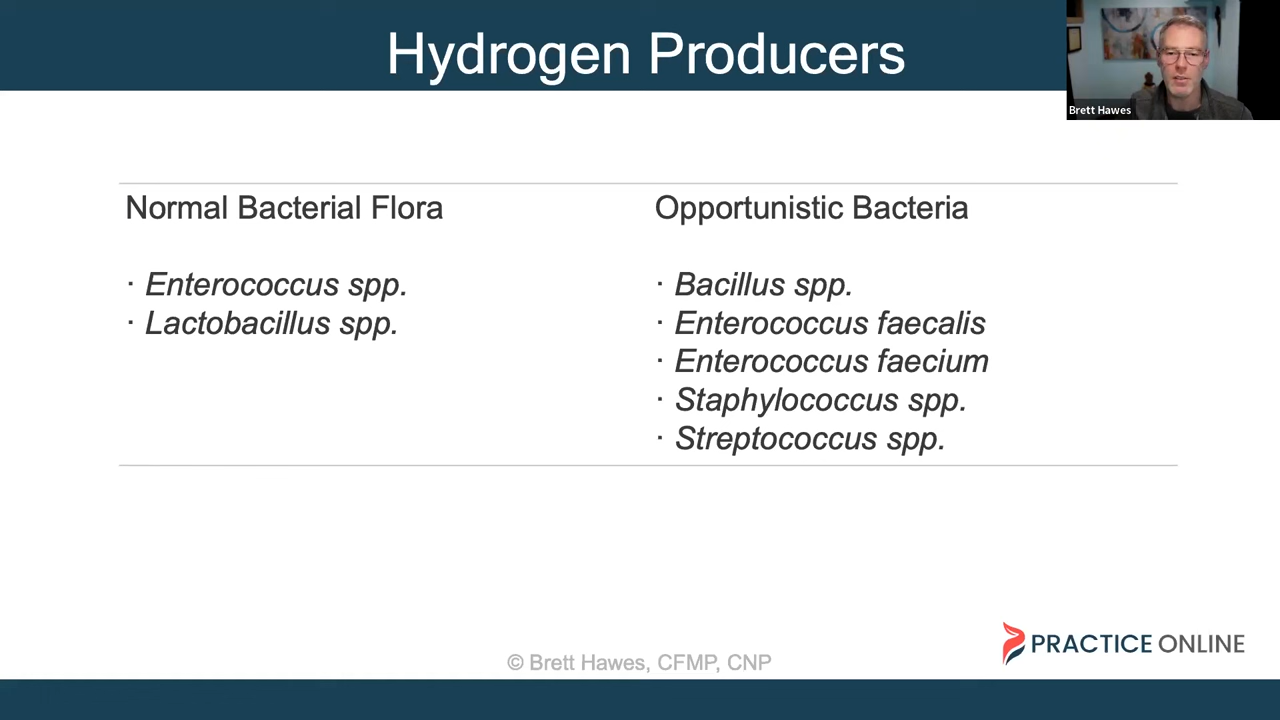 Hydrogen Producers
Brett Hawes
Normal Bacterial Flora
· Enterococcus spp.
· Lactobacillus spp.
Opportunistic Bacteria
· Bacillus spp.
· Enterococcus faecalis
· Enterococcus faecium
· Staphylococcus spp.
· Streptococcus spp.
PRACTICE ONLINE
© Brett Hawes, CFMP, CNP